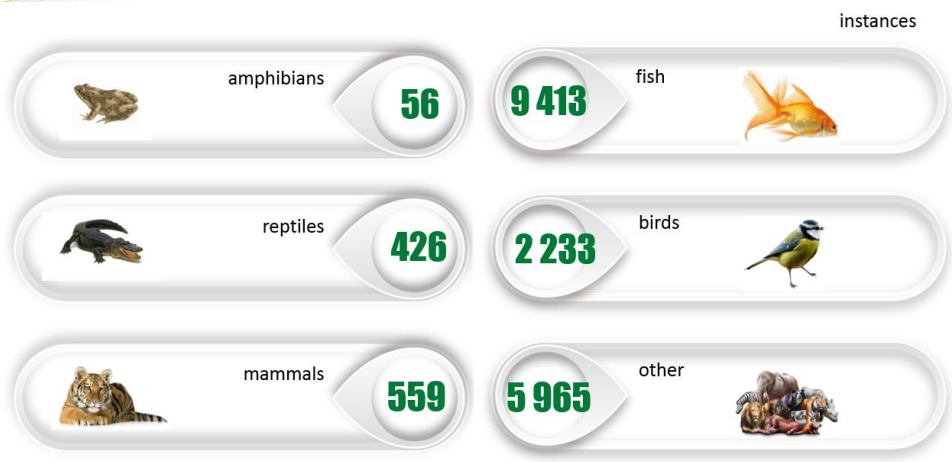 instances
amphibians
56
9 413
fish
reptiles
426
2 233
birds
mammals
559
5 965
other